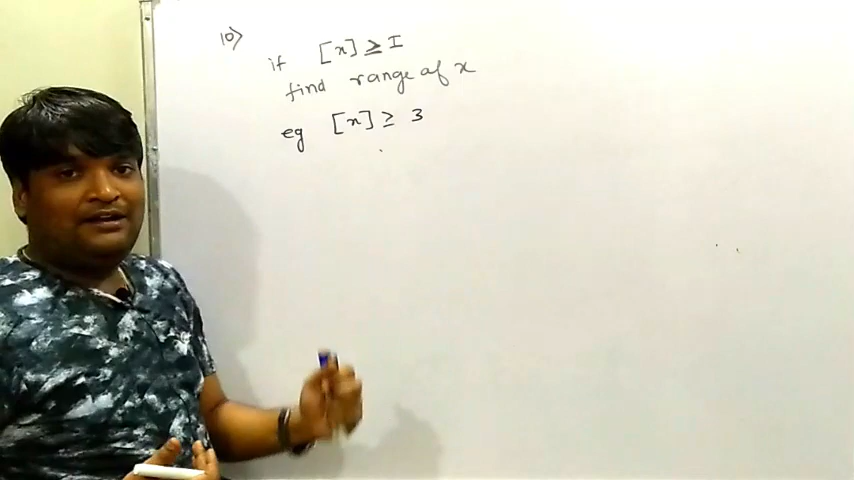 10>
if [x] ≥ I
find range of x
eg [x] ≥ 3